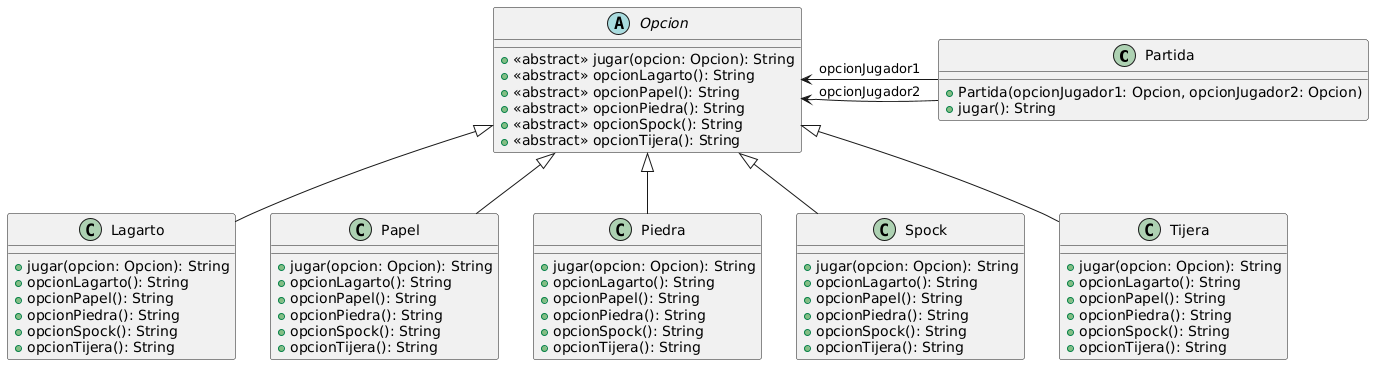 A Opcion
«abstract» jugar(opcion: Opcion): String
«abstract» opcionLagarto(): String
«abstract» opcionPapel(): String
«abstract» opcionPiedra(): String
«abstract» opcionSpock(): String
«abstract» opcionTijera(): String
opcionJugador1
opcionJugador2
C Partida
Partida(opcionJugador1: Opcion, opcionJugador2: Opcion)
jugar(): String
C Lagarto
jugar(opcion: Opcion): String
opcionLagarto(): String
opcionPapel(): String
opcionPiedra(): String
opcionSpock(): String
opcionTijera(): String
C Papel
jugar(opcion: Opcion): String
opcionLagarto(): String
opcionPapel(): String
opcionPiedra(): String
opcionSpock(): String
opcionTijera(): String
C Piedra
jugar(opcion: Opcion): String
opcionLagarto(): String
opcionPapel(): String
opcionPiedra(): String
opcionSpock(): String
opcionTijera(): String
C Spock
jugar(opcion: Opcion): String
opcionLagarto(): String
opcionPapel(): String
opcionPiedra(): String
opcionSpock(): String
opcionTijera(): String
C Tijera
jugar(opcion: Opcion): String
opcionLagarto(): String
opcionPapel(): String
opcionPiedra(): String
opcionSpock(): String
opcionTijera(): String